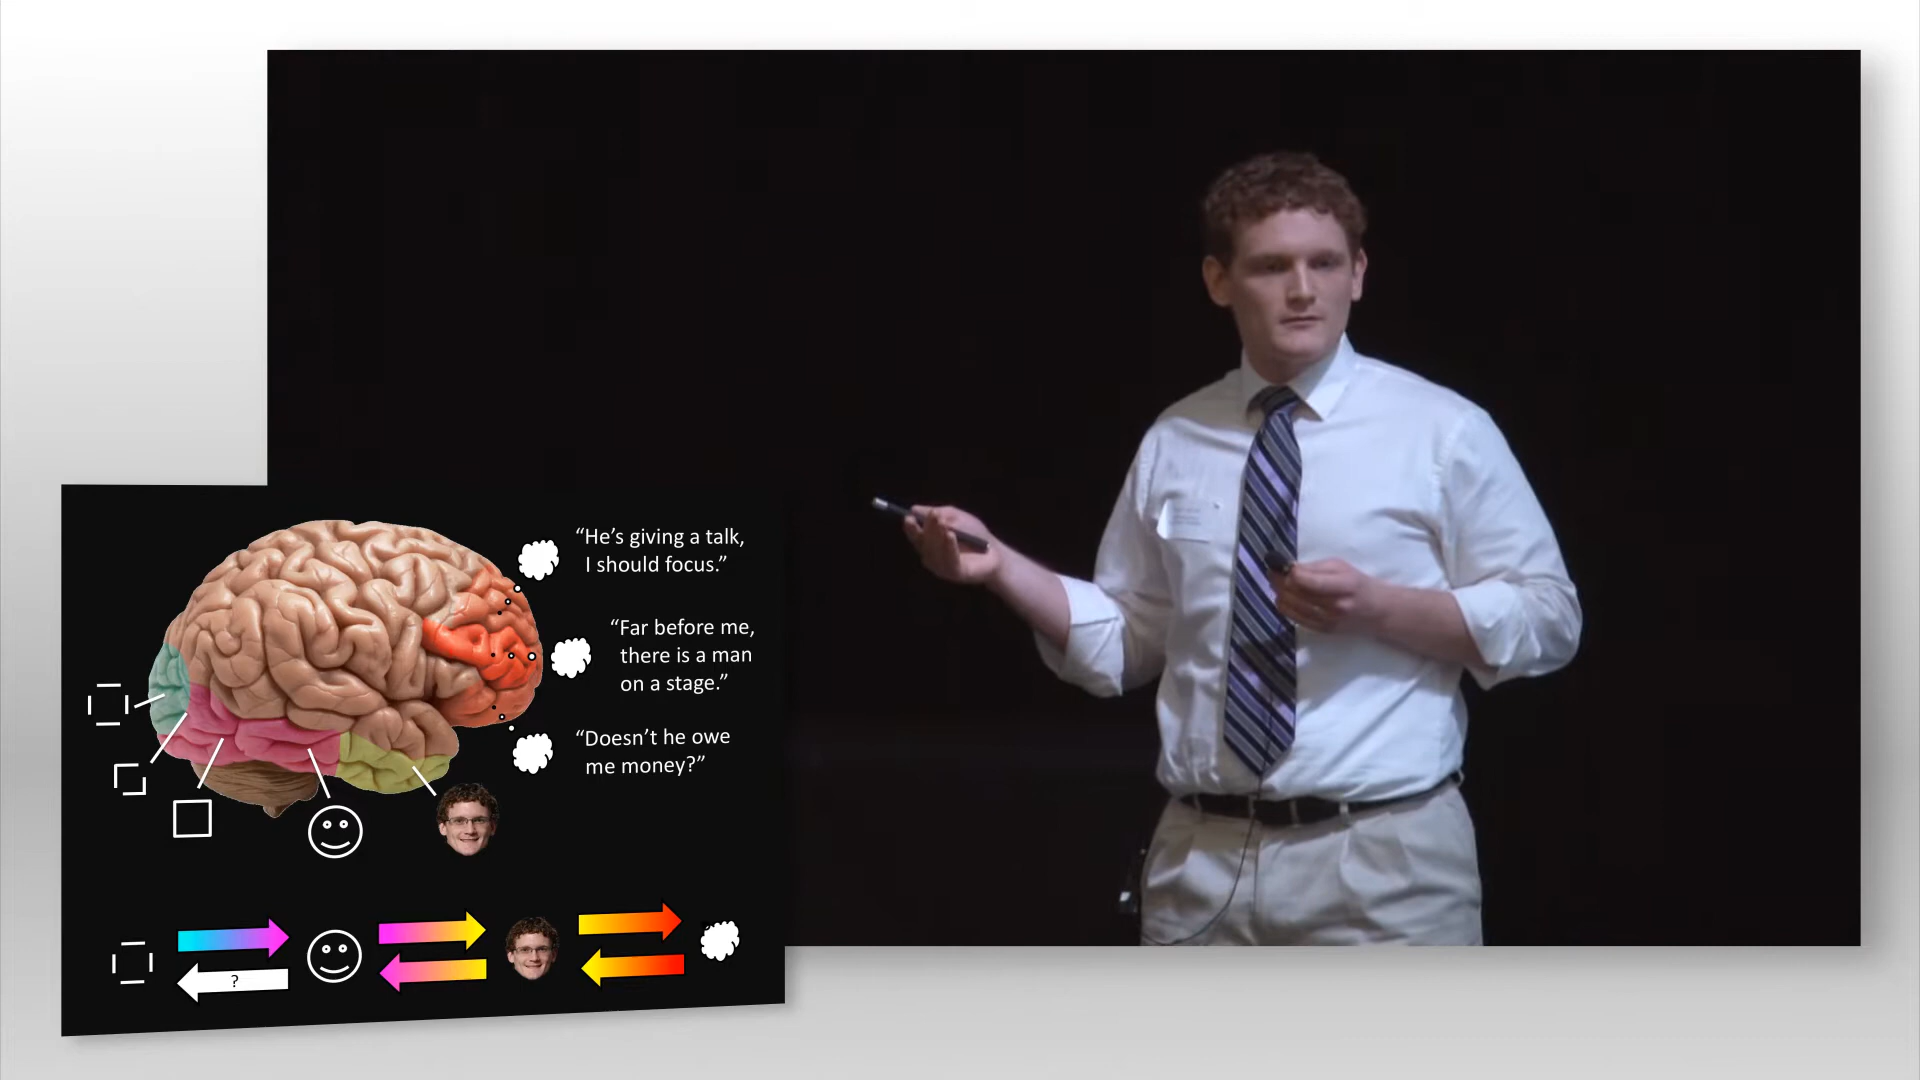 “He’s giving a talk,
I should focus.”
“Far before me,
there is a man
on a stage.”
“Doesn’t he owe
me money?”
?